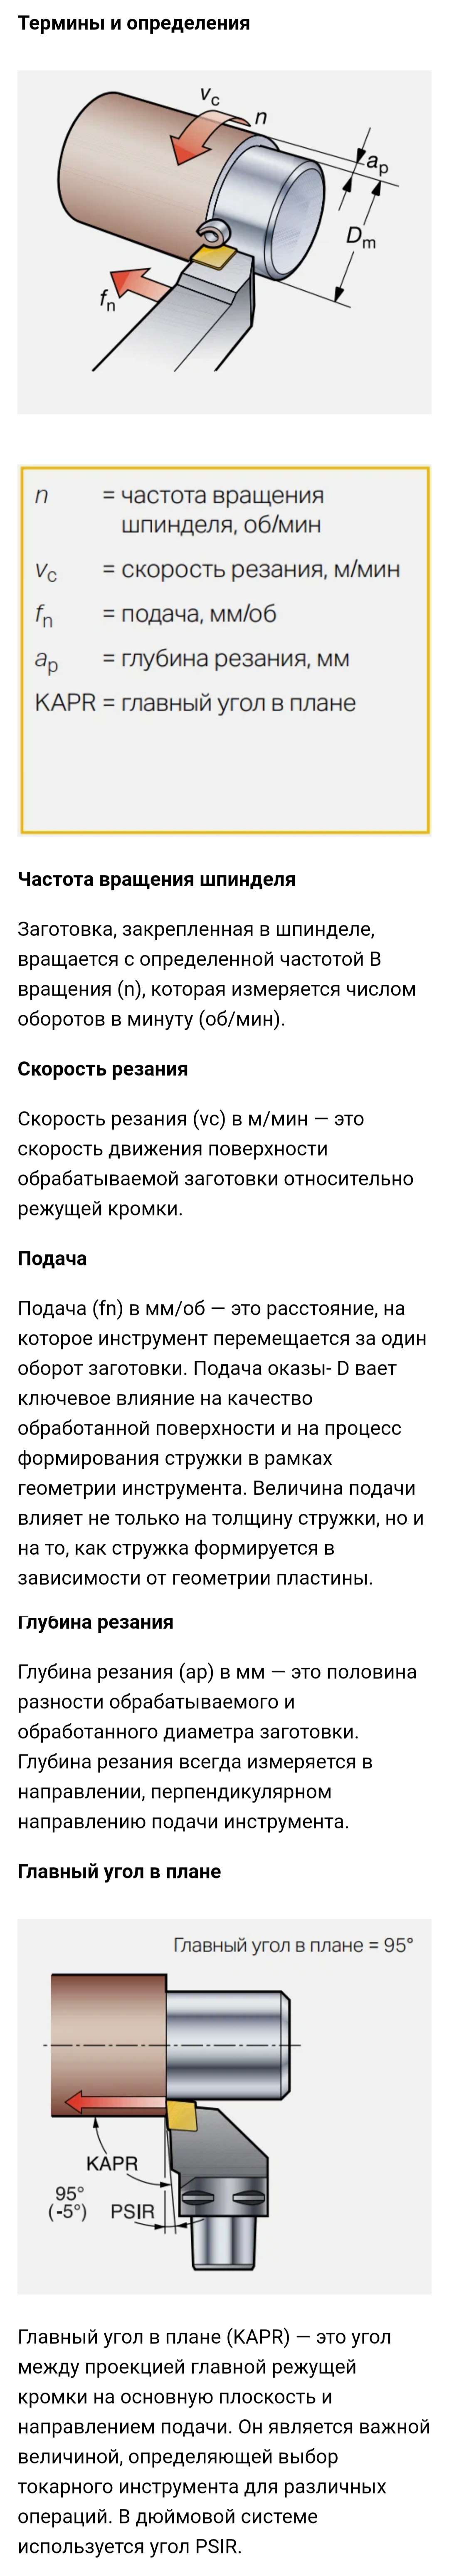 Термины и определения
vc
n
ap
Dm
fn
n = частота вращения
шпинделя, об/мин
vc = скорость резания, м/мин
fn = подача, мм/об
ap = глубина резания, мм
KAPR = главный угол в плане
Частота вращения шпинделя
Заготовка, закрепленная в шпинделе,
вращается с определенной частотой В
вращения (n), которая измеряется числом
оборотов в минуту (об/мин).
Скорость резания
Скорость резания (vc) в м/мин — это
скорость движения поверхности
обрабатываемой заготовки относительно
режущей кромки.
Подача
Подача (fn) в мм/об — это расстояние, на
которое инструмент перемещается за один
оборот заготовки. Подача оказы- D вает
ключевое влияние на качество
обработанной поверхности и на процесс
формирования стружки в рамках
геометрии инструмента. Величина подачи
влияет не только на толщину стружки, но и
на то, как стружка формируется в
зависимости от геометрии пластины.
Глубина резания
Глубина резания (ap) в мм — это половина
разности обрабатываемого и
обработанного диаметра заготовки.
Глубина резания всегда измеряется в
направлении, перпендикулярном
направлению подачи инструмента.
Главный угол в плане
Главный угол в плане = 95°
KAPR
95°
(-5°) PSIR
Главный угол в плане (KAPR) — это угол
между проекцией главной режущей
кромки на основную плоскость и
направлением подачи. Он является важной
величиной, определяющей выбор
токарного инструмента для различных
операций. В дюймовой системе
используется угол PSIR.